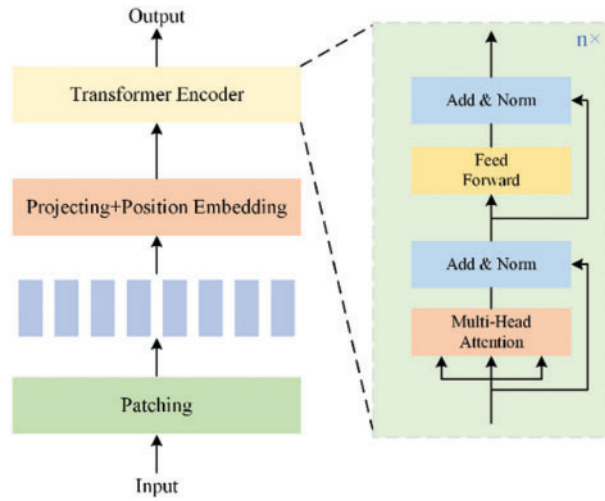 Output
Transformer Encoder
Projecting+Position Embedding
Patching
Input
n×
Add & Norm
Feed
Forward
Add & Norm
Multi-Head
Attention